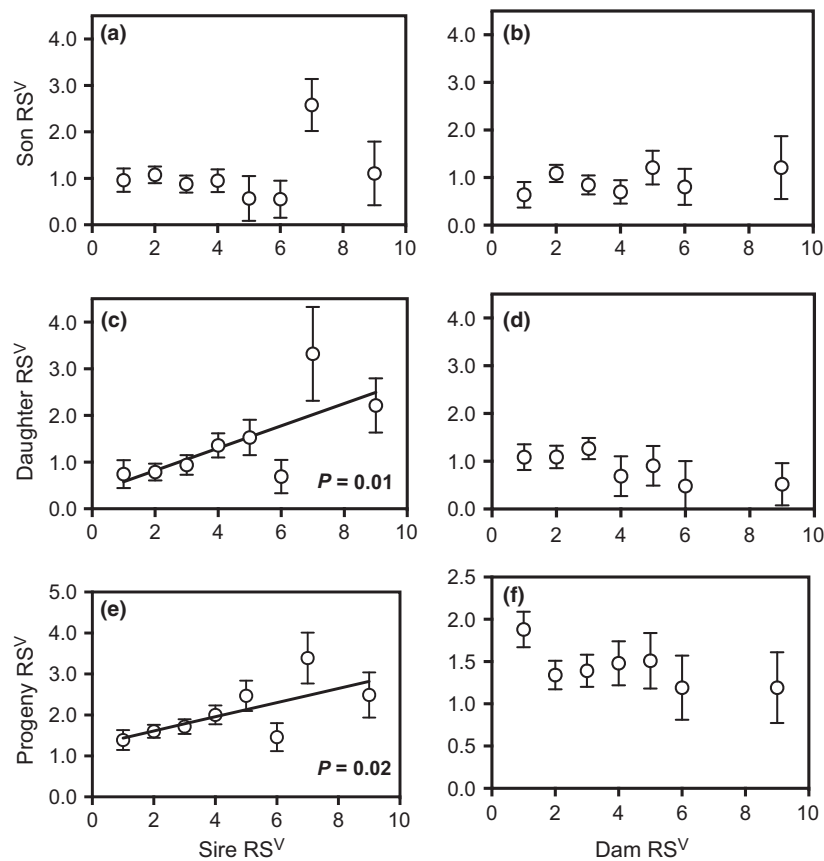 (a)
(b)
Son RSV
4.0
3.0
2.0
1.0
0.0
0 2 4 6 8 10
4.0
3.0
2.0
1.0
0.0
0 2 4 6 8 10
(c)
(d)
Daughter RSV
4.0
3.0
2.0
1.0
0.0
P = 0.01
0 2 4 6 8 10
4.0
3.0
2.0
1.0
0.0
0 2 4 6 8 10
(e)
(f)
Progeny RSV
5.0
4.0
3.0
2.0
1.0
0.0
P = 0.02
0 2 4 6 8 10
2.5
2.0
1.5
1.0
0.5
0.0
0 2 4 6 8 10
Sire RSV
Dam RSV